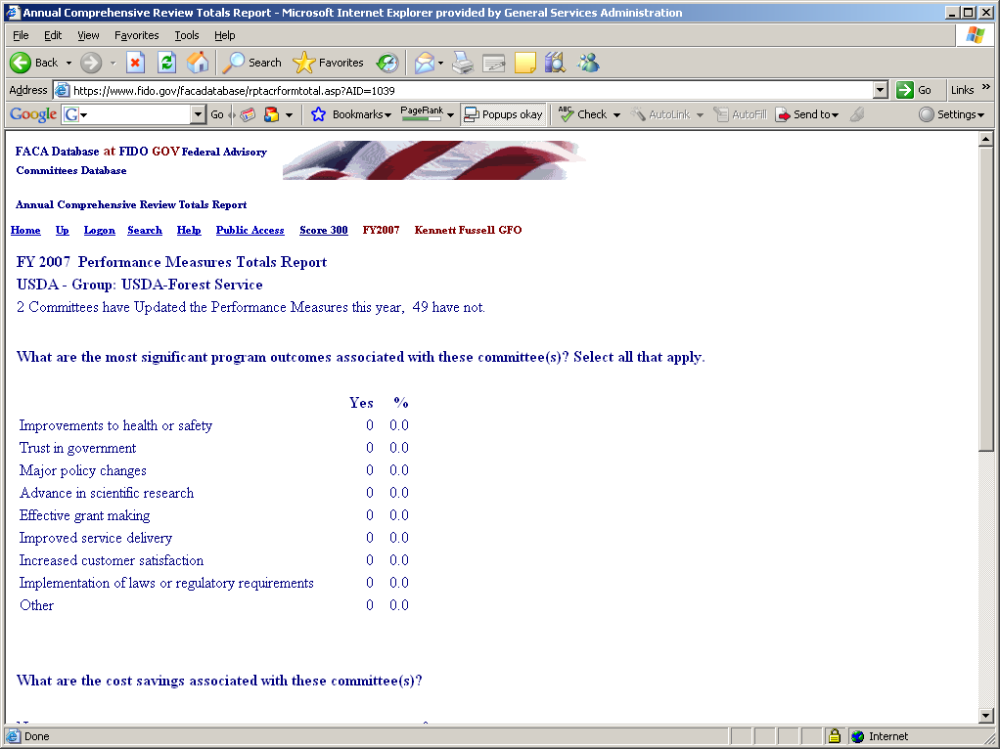 Annual Comprehensive Review Totals Report - Microsoft Internet Explorer provided by General Services Administration
File Edit View Favorites Tools Help
Back Search Favorites
Address https://www.fido.gov/facadatabase/rptacrformtotal.asp?AID=1039 Go Links »
Google G Go Bookmarks PageRank Popups okay ABC Check AutoLink AutoFill Send to Settings
FACA Database at FIDO GOV Federal Advisory
Committees Database
Annual Comprehensive Review Totals Report
Home Up Logon Search Help Public Access Score 300 FY2007 Kennett Fussell GFO
FY 2007 Performance Measures Totals Report
USDA - Group: USDA-Forest Service
2 Committees have Updated the Performance Measures this year, 49 have not.
What are the most significant program outcomes associated with these committee(s)? Select all that apply.
Yes %
Improvements to health or safety 0 0.0
Trust in government 0 0.0
Major policy changes 0 0.0
Advance in scientific research 0 0.0
Effective grant making 0 0.0
Improved service delivery 0 0.0
Increased customer satisfaction 0 0.0
Implementation of laws or regulatory requirements 0 0.0
Other 0 0.0
What are the cost savings associated with these committee(s)?
Done Internet